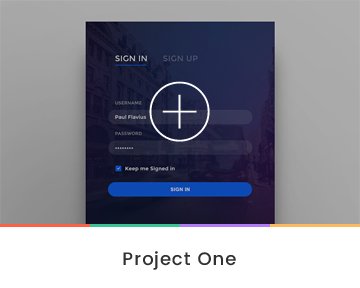 SIGN IN SIGN UP
USERNAME
Paul Flavius
PASSWORD
••••••••
Keep me Signed in
SIGN IN
Project One